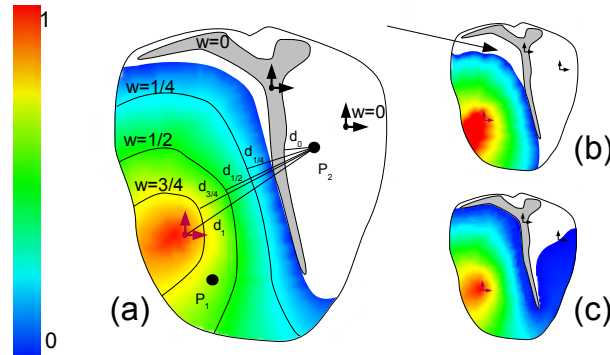 1
0
w=0
w=1/4
w=1/2
w=3/4
w=0
d₀
d₁/₄
d₁/₂
d₃/₄
d₁
P₂
P₁
(a)
(b)
(c)